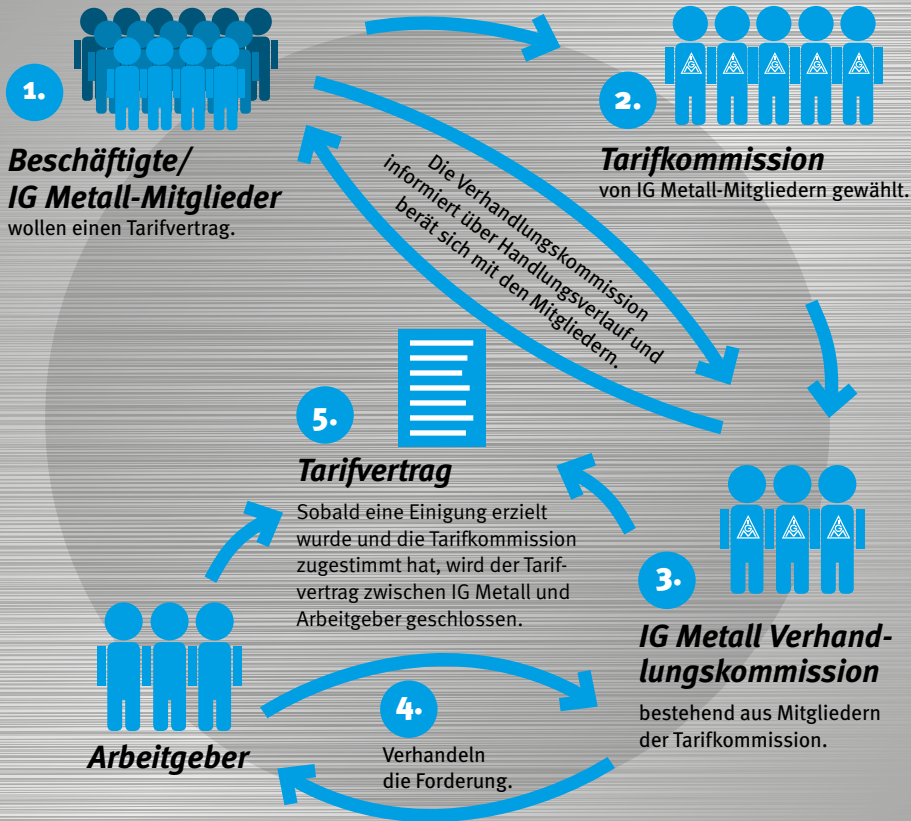 1.
Beschäftigte/
IG Metall-Mitglieder
wollen einen Tarifvertrag.
2.
Tarifkommission
von IG Metall-Mitgliedern gewählt.
Die Verhandlungskommission
informiert über Handlungsverlauf und
berät sich mit den Mitgliedern.
3.
IG Metall Verhand-
lungskommission
bestehend aus Mitgliedern
der Tarifkommission.
Arbeitgeber
4.
Verhandeln
die Forderung.
5.
Tarifvertrag
Sobald eine Einigung erzielt
wurde und die Tarifkommission
zugestimmt hat, wird der Tarif-
vertrag zwischen IG Metall und
Arbeitgeber geschlossen.